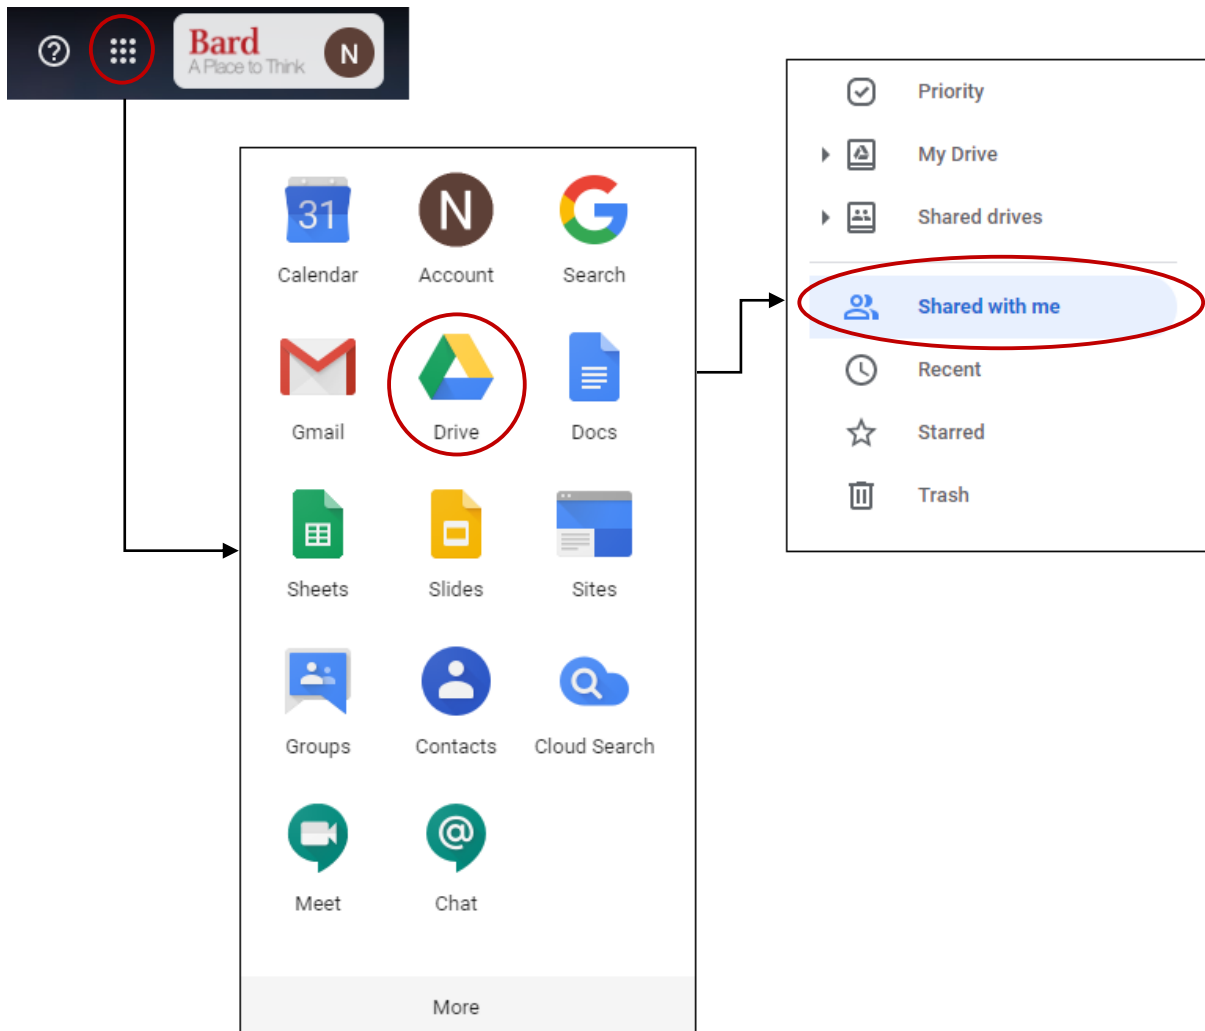 Bard
A Place to Think
N
31
N
Calendar
Account
Search
Gmail
Drive
Docs
Sheets
Slides
Sites
Groups
Contacts
Cloud Search
Meet
Chat
More
Priority
My Drive
Shared drives
Shared with me
Recent
Starred
Trash